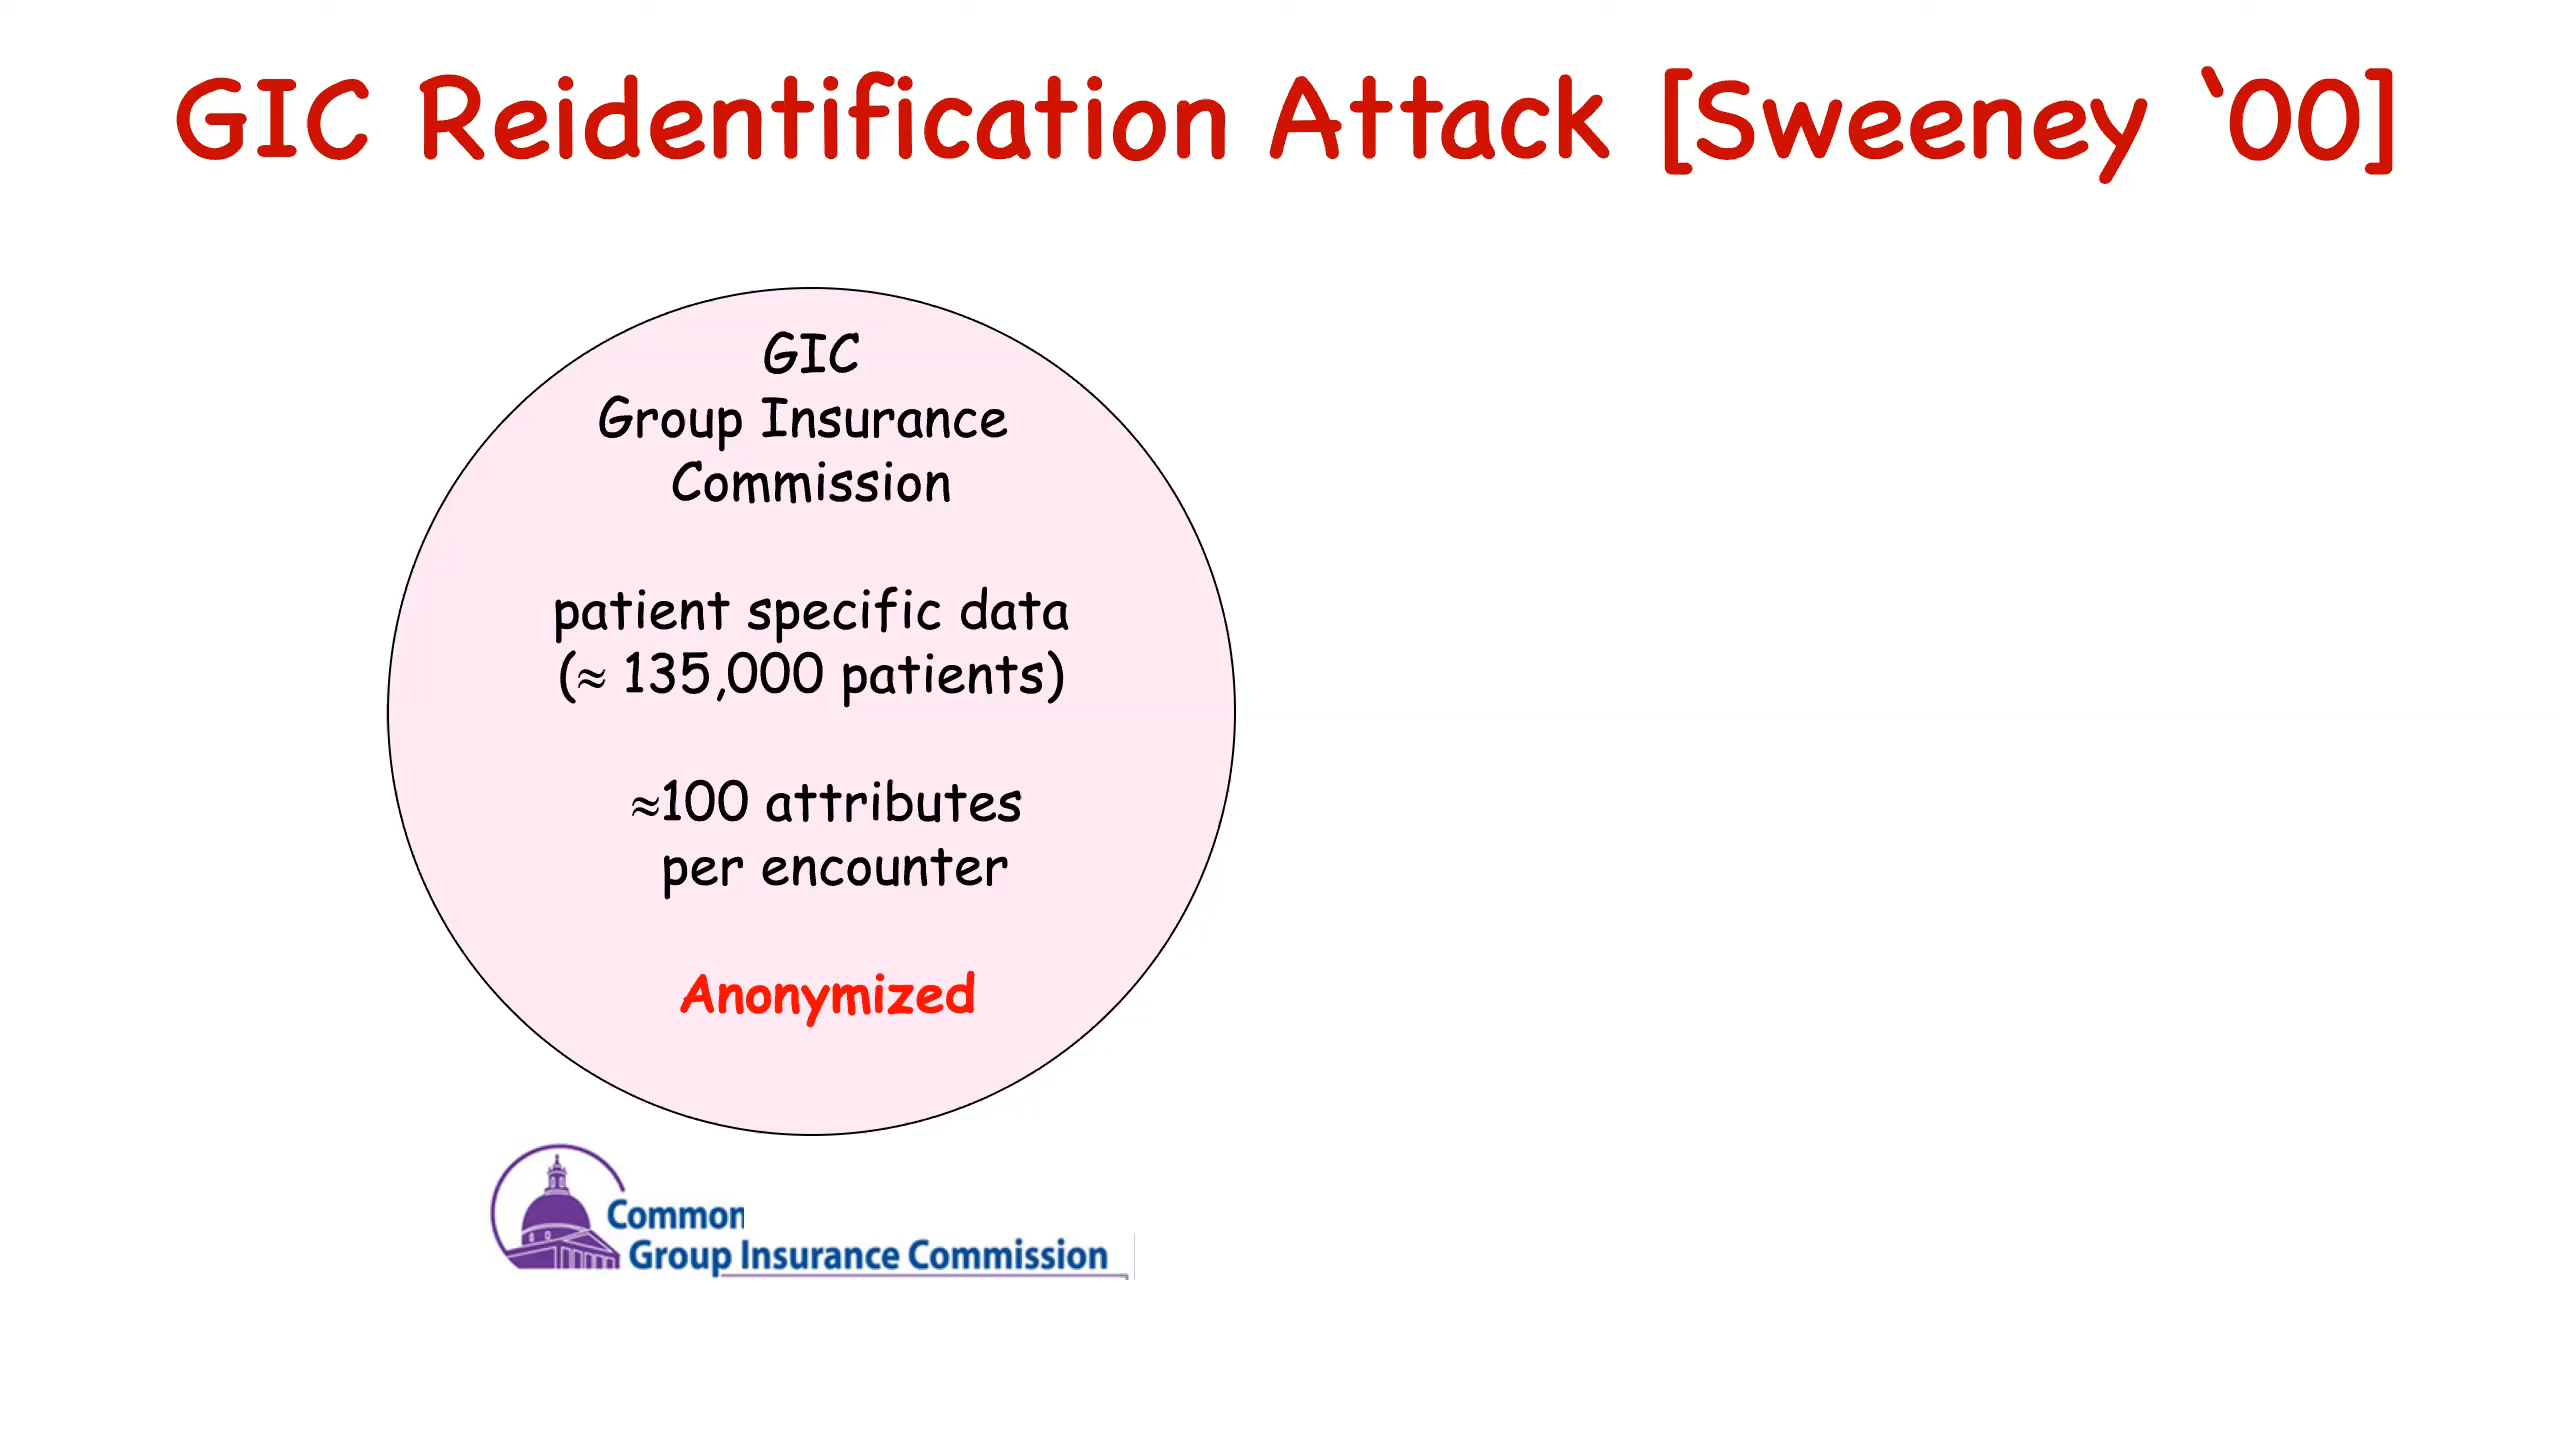 GIC Reidentification Attack [Sweeney ‘00]
GIC
Group Insurance
Commission
patient specific data
(≈ 135,000 patients)
≈100 attributes
per encounter
Anonymized
Common
Group Insurance Commission